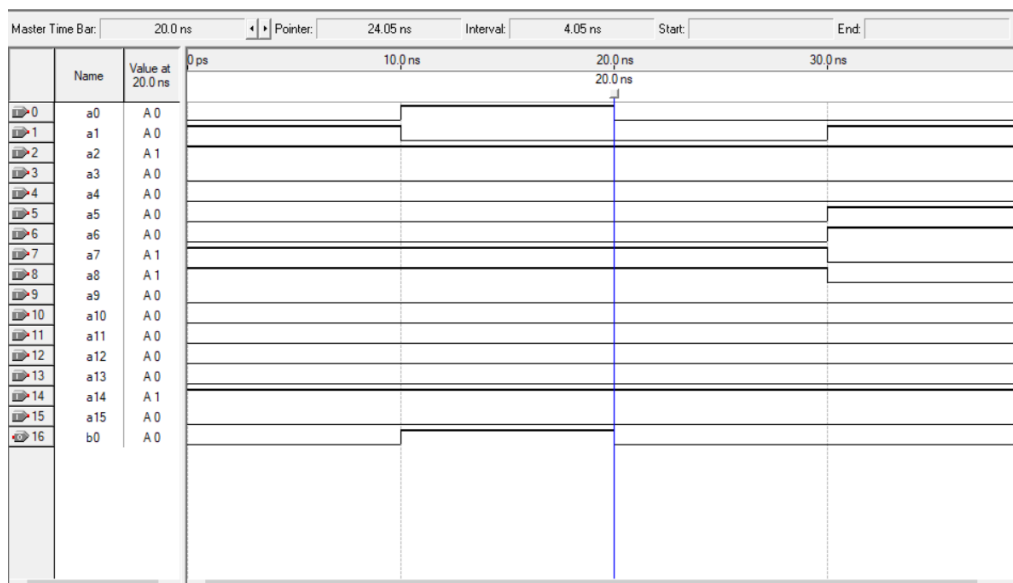 Master Time Bar: 20.0 ns Pointer: 24.05 ns Interval: 4.05 ns Start: End:
Name Value at 20.0 ns 0 ps 10.0 ns 20.0 ns 30.0 ns
20.0 ns
0 a0 A 0
1 a1 A 0
2 a2 A 1
3 a3 A 0
4 a4 A 0
5 a5 A 0
6 a6 A 0
7 a7 A 1
8 a8 A 1
9 a9 A 0
10 a10 A 0
11 a11 A 0
12 a12 A 0
13 a13 A 0
14 a14 A 1
15 a15 A 0
16 b0 A 0